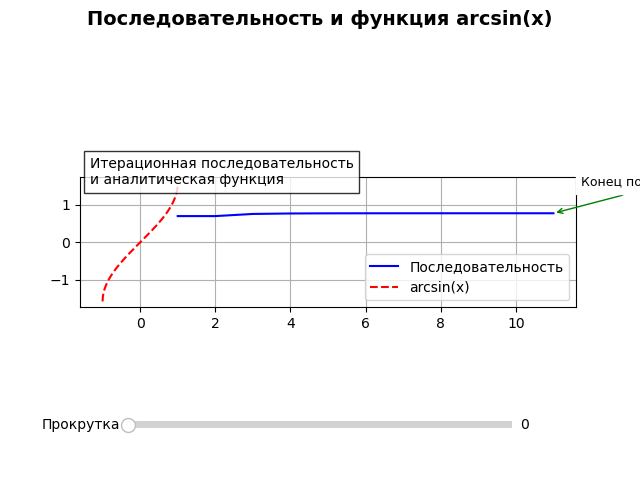 Последовательность и функция arcsin(x)
Итерационная последовательность
и аналитическая функция
Конец
1
0
−1
Последовательность
arcsin(x)
0 2 4 6 8 10
Прокрутка 0